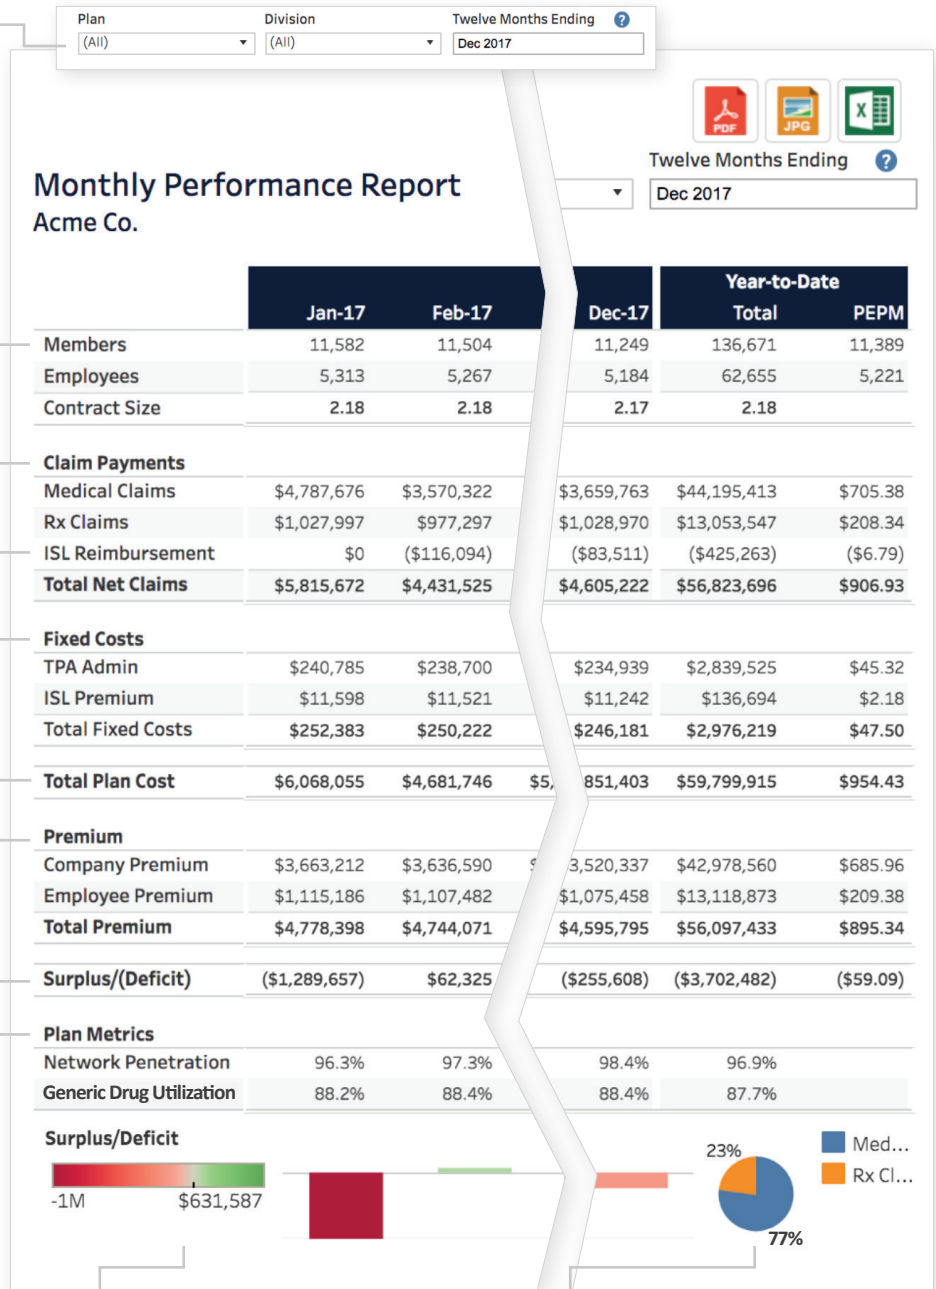 Plan Division Twelve Months Ending ?
(All) (All) Dec 2017
PDF JPG X
Twelve Months Ending ?
Monthly Performance Report
Dec 2017
Acme Co.
Year-to-Date
Jan-17 Feb-17 Dec-17 Total PEPM
Members 11,582 11,504 11,249 136,671 11,389
Employees 5,313 5,267 5,184 62,655 5,221
Contract Size 2.18 2.18 2.17 2.18
Claim Payments
Medical Claims $4,787,676 $3,570,322 $3,659,763 $44,195,413 $705.38
Rx Claims $1,027,997 $977,297 $1,028,970 $13,053,547 $208.34
ISL Reimbursement $0 ($116,094) ($83,511) ($425,263) ($6.79)
Total Net Claims $5,815,672 $4,431,525 $4,605,222 $56,823,696 $906.93
Fixed Costs
TPA Admin $240,785 $238,700 $234,939 $2,839,525 $45.32
ISL Premium $11,598 $11,521 $11,242 $136,694 $2.18
Total Fixed Costs $252,383 $250,222 $246,181 $2,976,219 $47.50
Total Plan Cost $6,068,055 $4,681,746 $5, 851,403 $59,799,915 $954.43
Premium
Company Premium $3,663,212 $3,636,590 $ 3,520,337 $42,978,560 $685.96
Employee Premium $1,115,186 $1,107,482 $1,075,458 $13,118,873 $209.38
Total Premium $4,778,398 $4,744,071 $4,595,795 $56,097,433 $895.34
Surplus/(Deficit) ($1,289,657) $62,325 ($255,608) ($3,702,482) ($59.09)
Plan Metrics
Network Penetration 96.3% 97.3% 98.4% 96.9%
Generic Drug Utilization 88.2% 88.4% 88.4% 87.7%
Surplus/Deficit
-1M $631,587
23%
77%
Med...
Rx Cl...